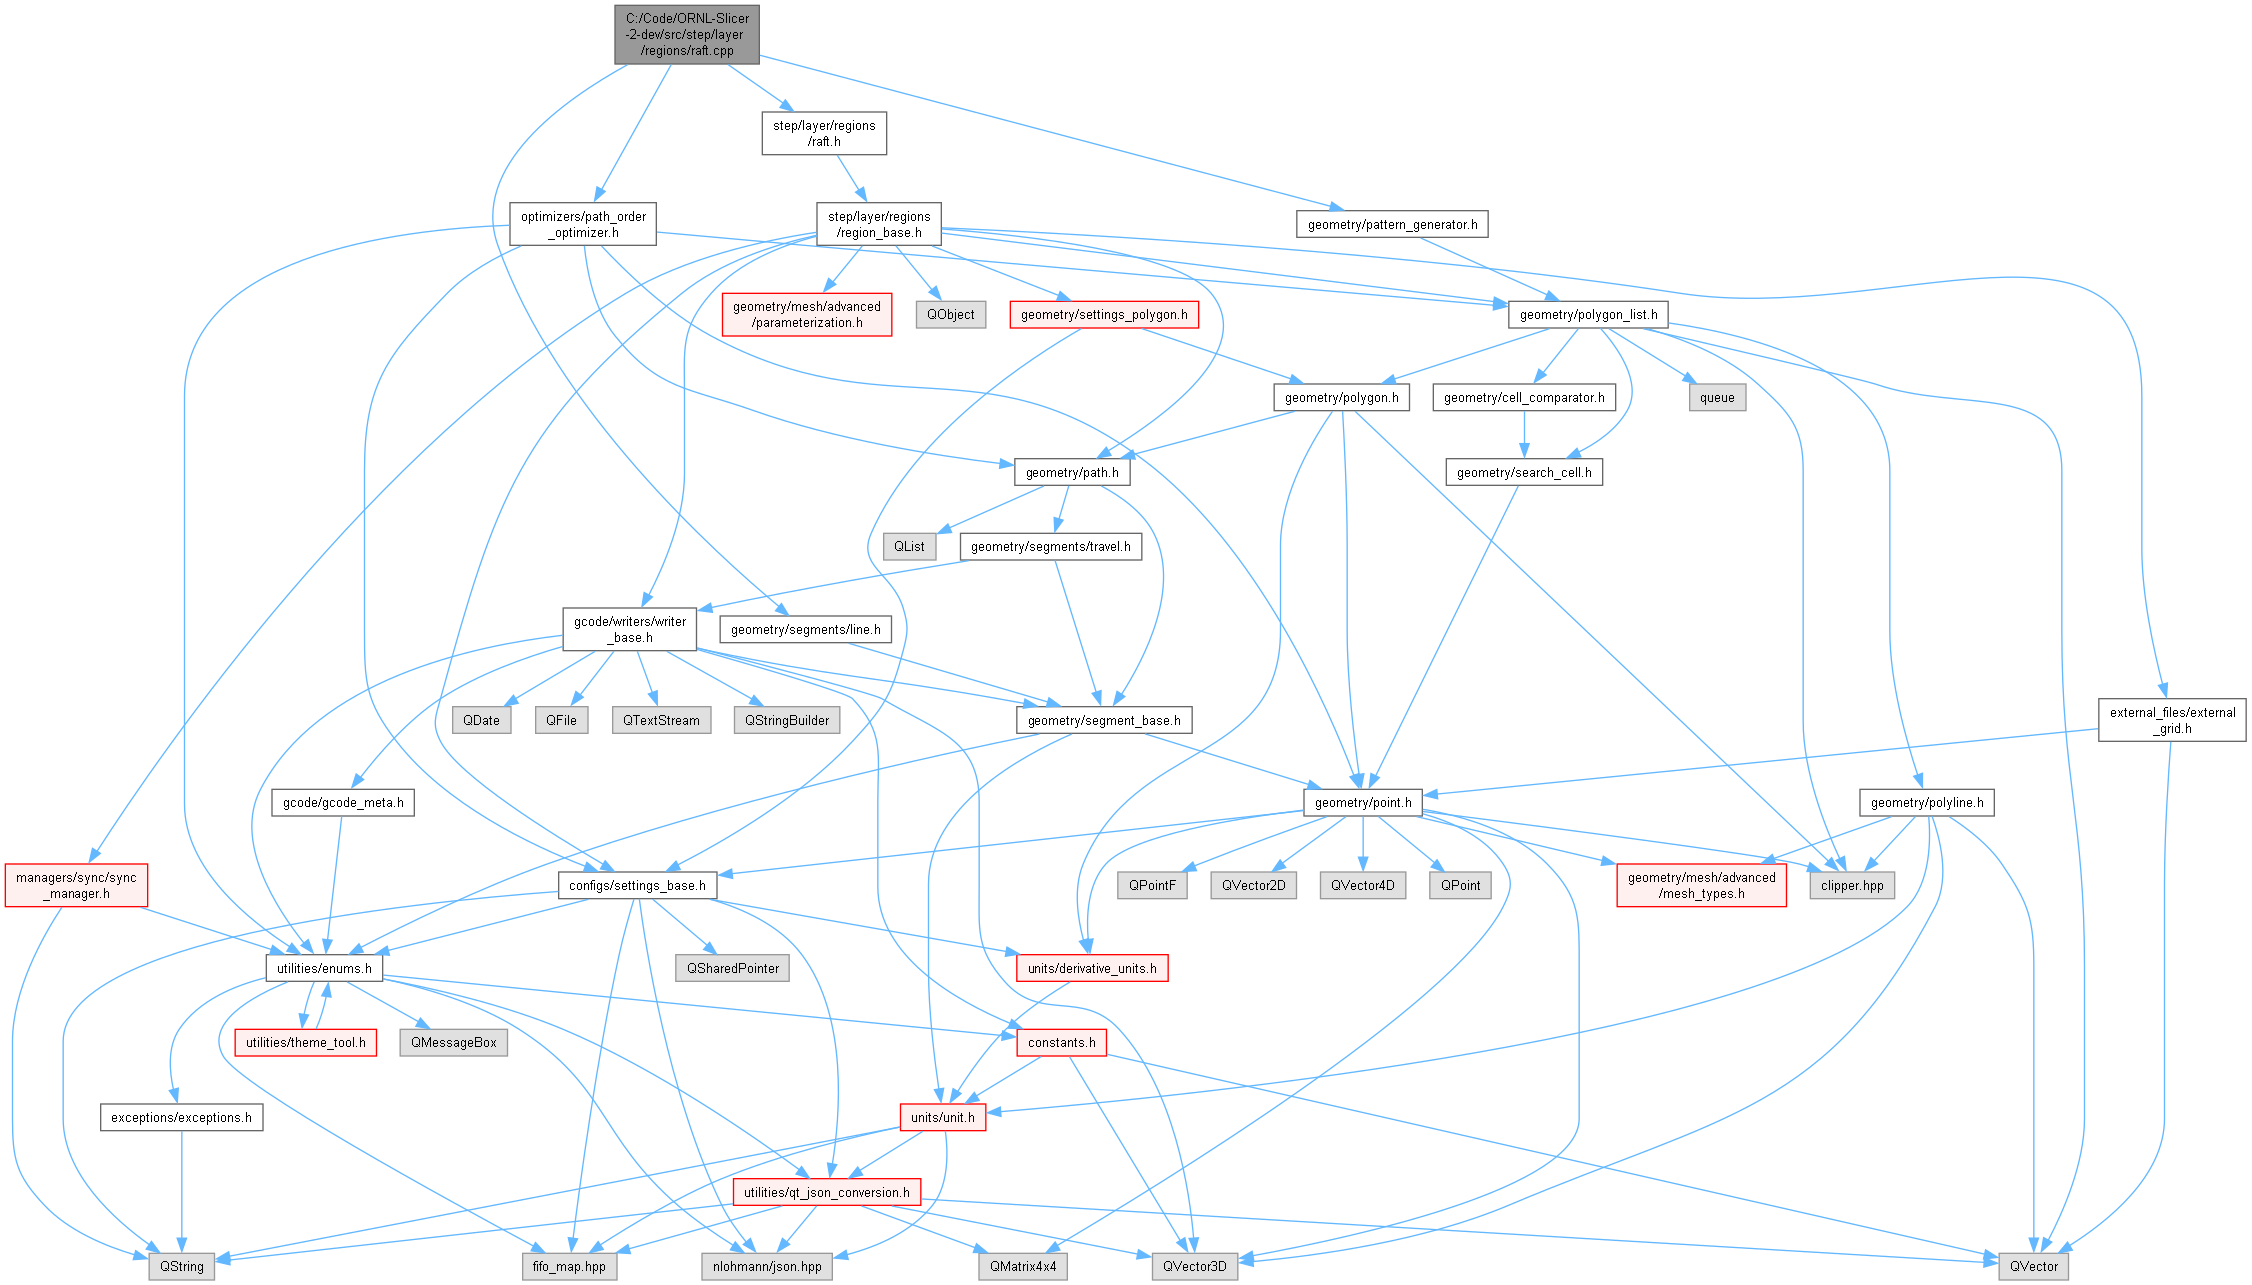 C:/Code/ORNL-Slicer
-2-dev/src/step/layer
/regions/raft.cpp
step/layer/regions
/raft.h
optimizers/path_order
_optimizer.h
step/layer/regions
/region_base.h
geometry/pattern_generator.h
geometry/mesh/advanced
/parameterization.h
QObject
geometry/settings_polygon.h
geometry/polygon_list.h
geometry/polygon.h
geometry/cell_comparator.h
queue
geometry/path.h
geometry/search_cell.h
QList
geometry/segments/travel.h
gcode/writers/writer
_base.h
geometry/segments/line.h
QDate
QFile
QTextStream
QStringBuilder
geometry/segment_base.h
external_files/external
_grid.h
gcode/gcode_meta.h
geometry/point.h
geometry/polyline.h
managers/sync/sync
_manager.h
configs/settings_base.h
QPointF
QVector2D
QVector4D
QPoint
geometry/mesh/advanced
/mesh_types.h
clipper.hpp
utilities/enums.h
QSharedPointer
units/derivative_units.h
utilities/theme_tool.h
QMessageBox
constants.h
exceptions/exceptions.h
units/unit.h
utilities/qt_json_conversion.h
QString
fifo_map.hpp
nlohmann/json.hpp
QMatrix4x4
QVector3D
QVector